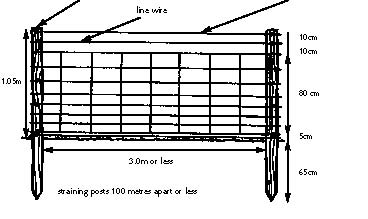 line wire
10cm
10cm
1.05m
80 cm
5cm
3.0m or less
65cm
straining posts 100 metres apart or less